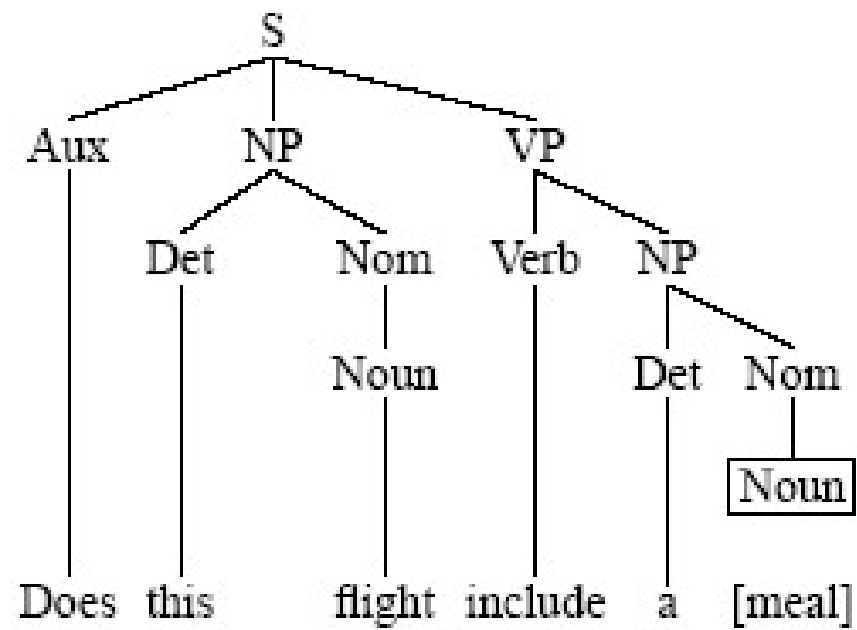 S
Aux NP VP
Det Nom Verb NP
Noun Det Nom
Noun
Does this flight include a [meal]